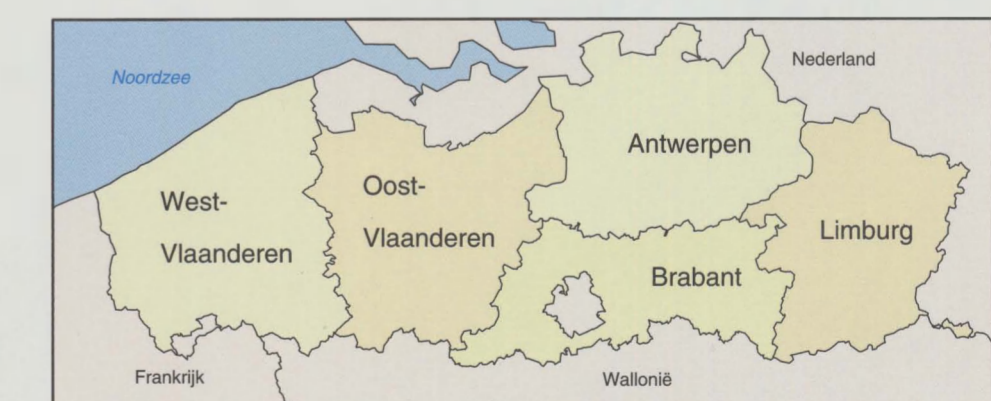 Noordzee
Nederland
Antwerpen
West-
Vlaanderen
Oost-
Vlaanderen
Limburg
Brabant
Frankrijk
Wallonië